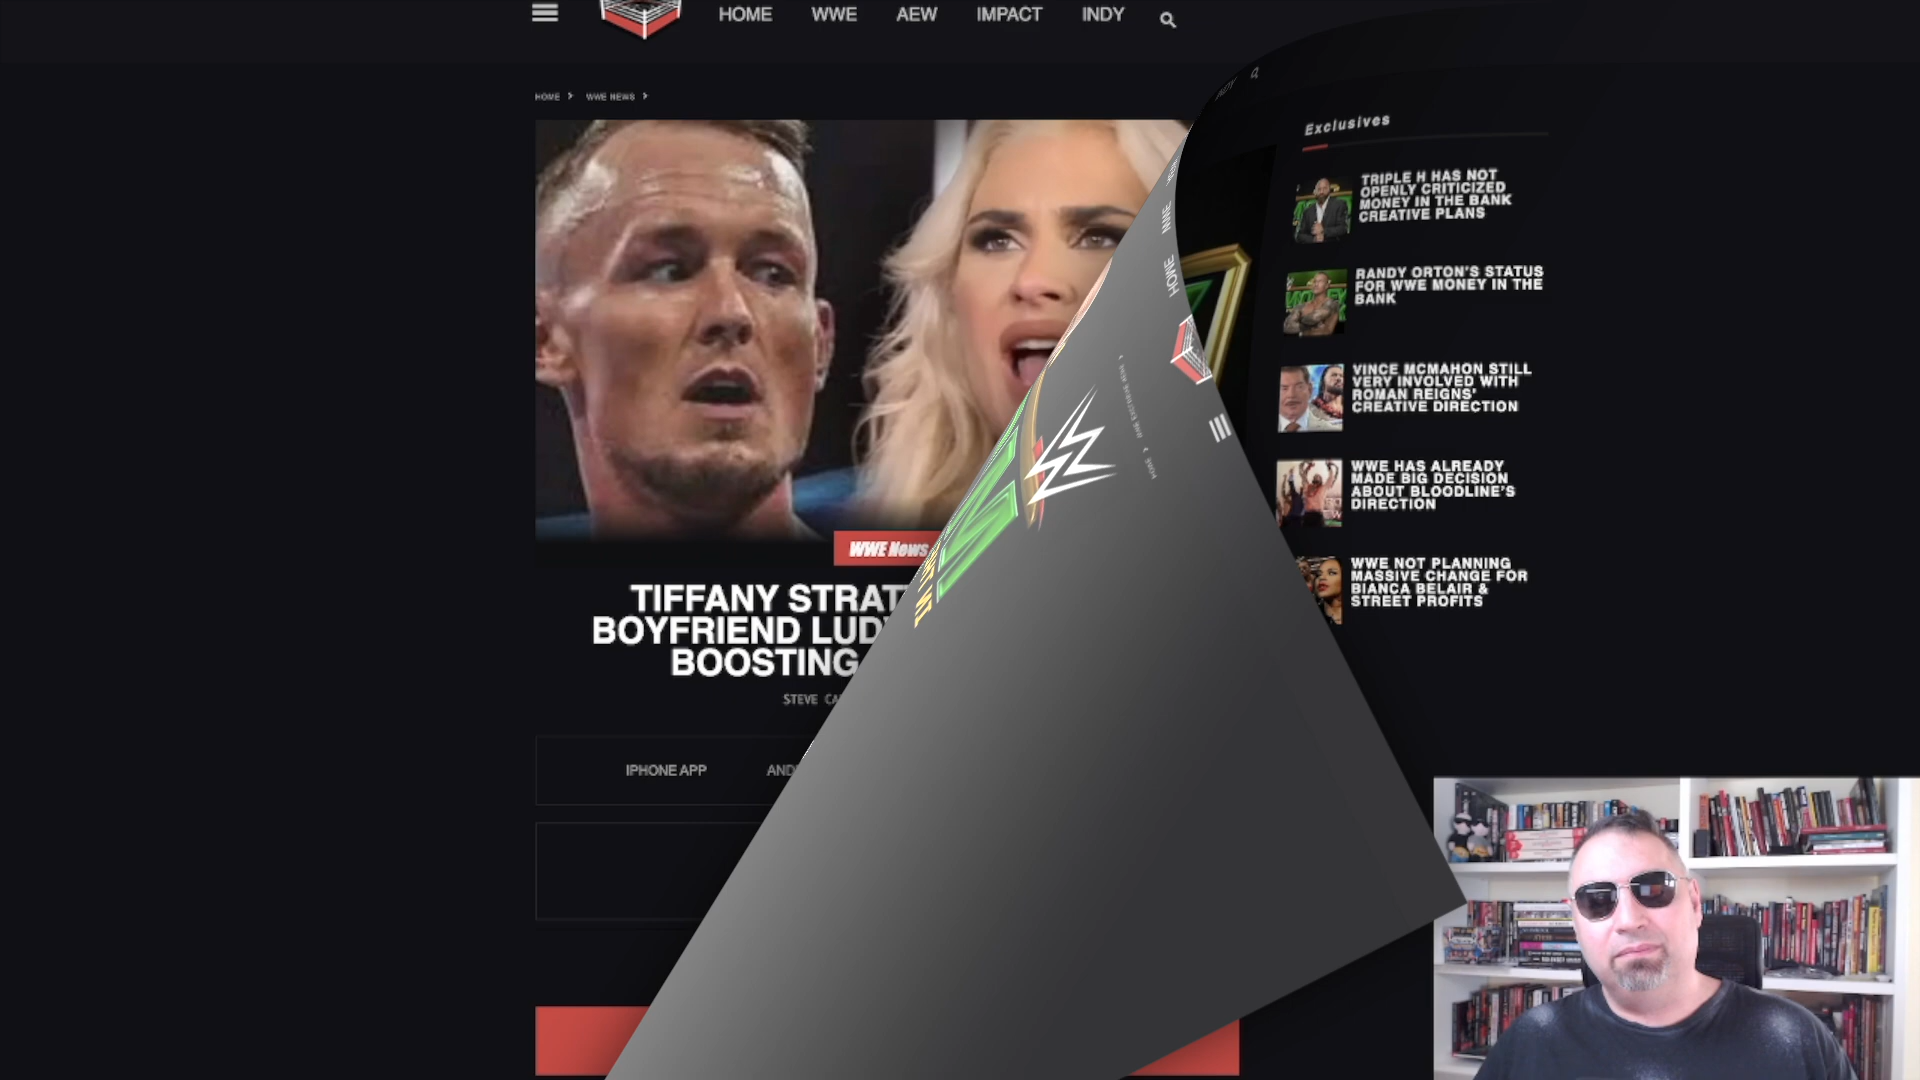 HOME WWE AEW IMPACT INDY
HOME WWE NEWS
WWE News
TIFFANY STRAT
BOYFRIEND LUD
BOOSTING
STEVE CA
IPHONE APP
HOME
WWE
Exclusives
TRIPLE H HAS NOT
OPENLY CRITICIZED
MONEY IN THE BANK
CREATIVE PLANS
RANDY ORTON'S STATUS
FOR WWE MONEY IN THE
BANK
VINCE MCMAHON STILL
VERY INVOLVED WITH
ROMAN REIGNS'
CREATIVE DIRECTION
WWE HAS ALREADY
MADE BIG DECISION
ABOUT BLOODLINE'S
DIRECTION
WWE NOT PLANNING
MASSIVE CHANGE FOR
BIANCA BELAIR &
STREET PROFITS